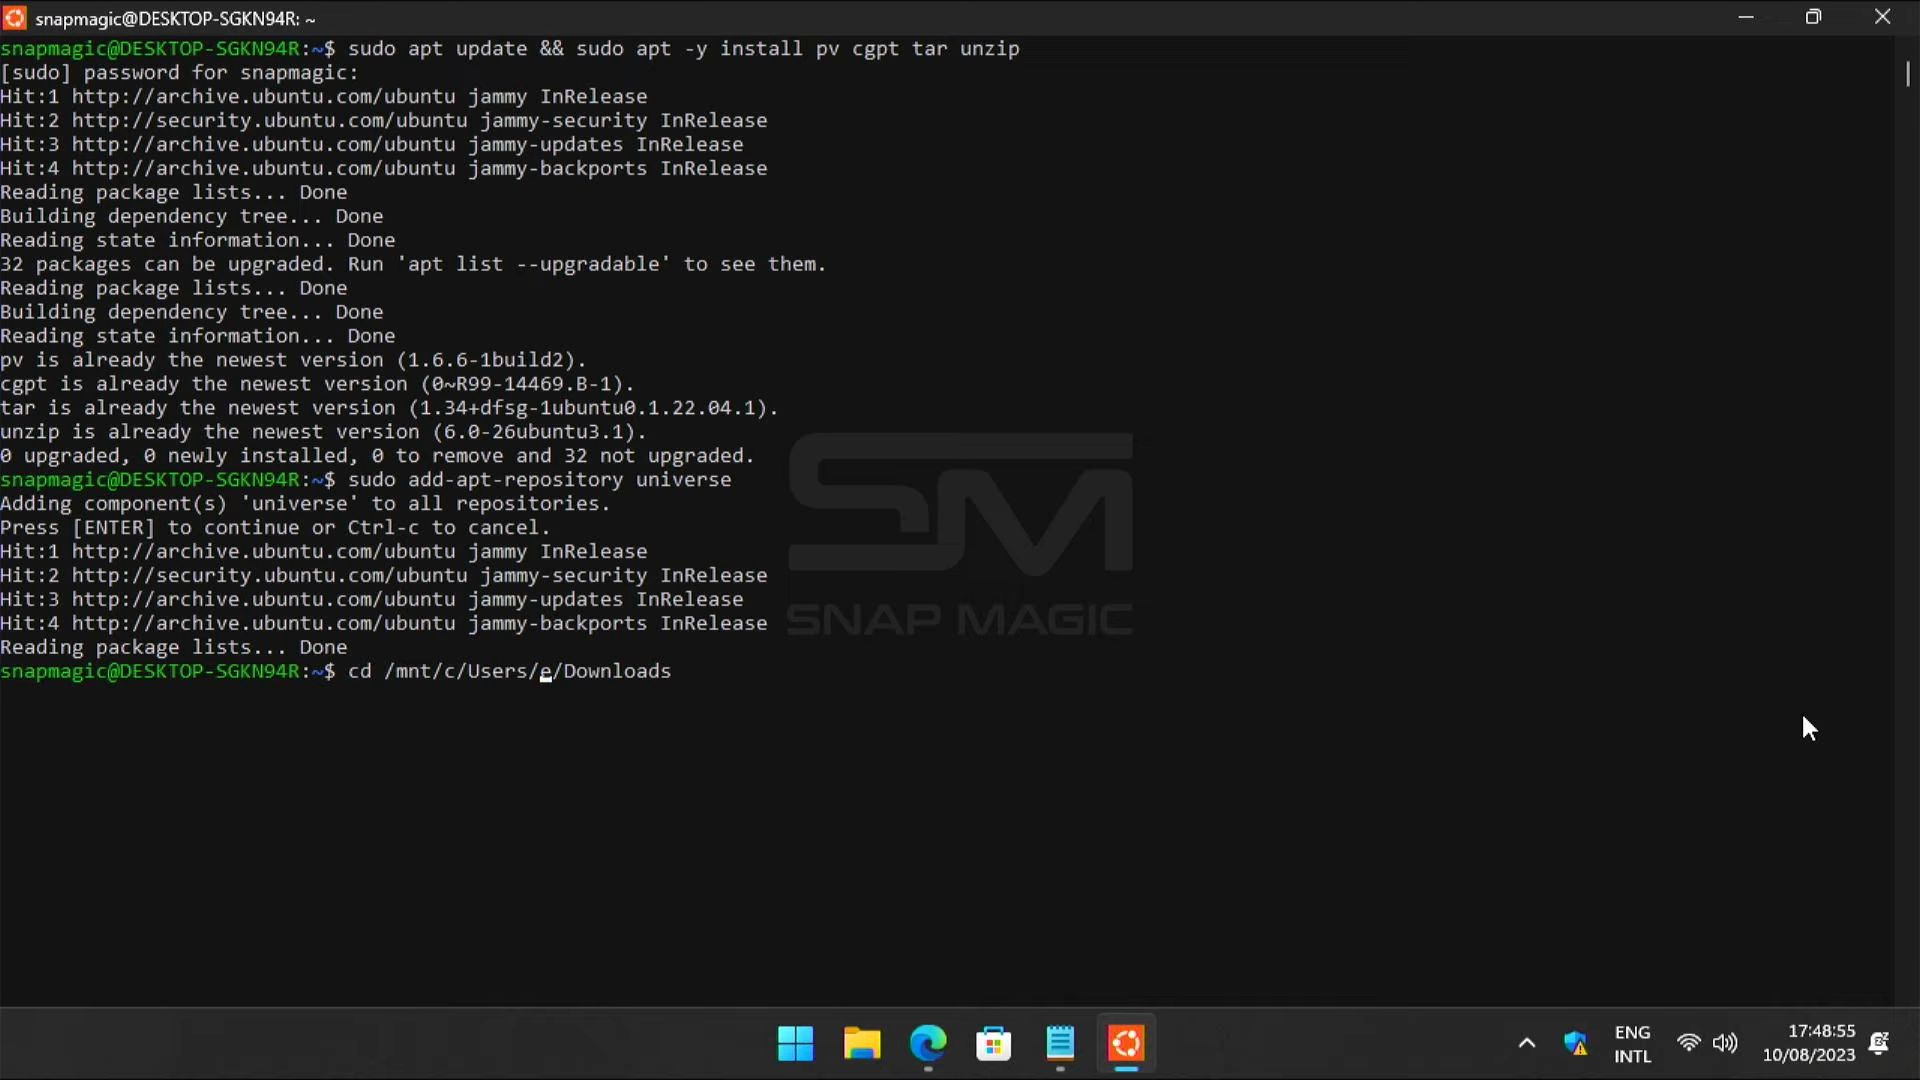 snapmagic@DESKTOP-SGKN94R: ~
snapmagic@DESKTOP-SGKN94R:~$ sudo apt update && sudo apt -y install pv cgpt tar unzip
[sudo] password for snapmagic:
Hit:1 http://archive.ubuntu.com/ubuntu jammy InRelease
Hit:2 http://security.ubuntu.com/ubuntu jammy-security InRelease
Hit:3 http://archive.ubuntu.com/ubuntu jammy-updates InRelease
Hit:4 http://archive.ubuntu.com/ubuntu jammy-backports InRelease
Reading package lists... Done
Building dependency tree... Done
Reading state information... Done
32 packages can be upgraded. Run 'apt list --upgradable' to see them.
Reading package lists... Done
Building dependency tree... Done
Reading state information... Done
pv is already the newest version (1.6.6-1build2).
cgpt is already the newest version (0~R99-14469.B-1).
tar is already the newest version (1.34+dfsg-1ubuntu0.1.22.04.1).
unzip is already the newest version (6.0-26ubuntu3.1).
0 upgraded, 0 newly installed, 0 to remove and 32 not upgraded.
snapmagic@DESKTOP-SGKN94R:~$ sudo add-apt-repository universe
Adding component(s) 'universe' to all repositories.
Press [ENTER] to continue or Ctrl-c to cancel.
Hit:1 http://archive.ubuntu.com/ubuntu jammy InRelease
Hit:2 http://security.ubuntu.com/ubuntu jammy-security InRelease
Hit:3 http://archive.ubuntu.com/ubuntu jammy-updates InRelease
Hit:4 http://archive.ubuntu.com/ubuntu jammy-backports InRelease
Reading package lists... Done
snapmagic@DESKTOP-SGKN94R:~$ cd /mnt/c/Users/e/Downloads
SM
SNAP MAGIC
ENG
INTL
17:48:55
10/08/2023